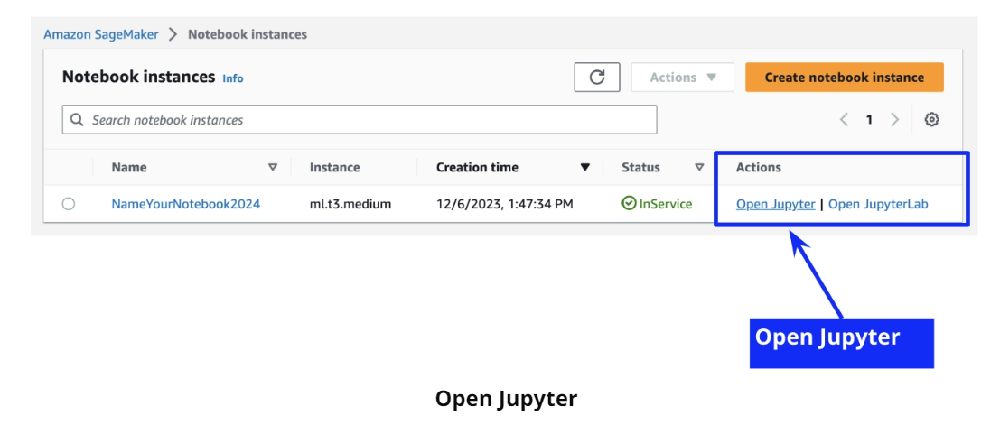 Amazon SageMaker > Notebook instances
Notebook instances Info
Actions ▼
Create notebook instance
Search notebook instances
< 1 >
Name Instance Creation time Status Actions
NameYourNotebook2024 ml.t3.medium 12/6/2023, 1:47:34 PM InService Open Jupyter | Open JupyterLab
Open Jupyter
Open Jupyter